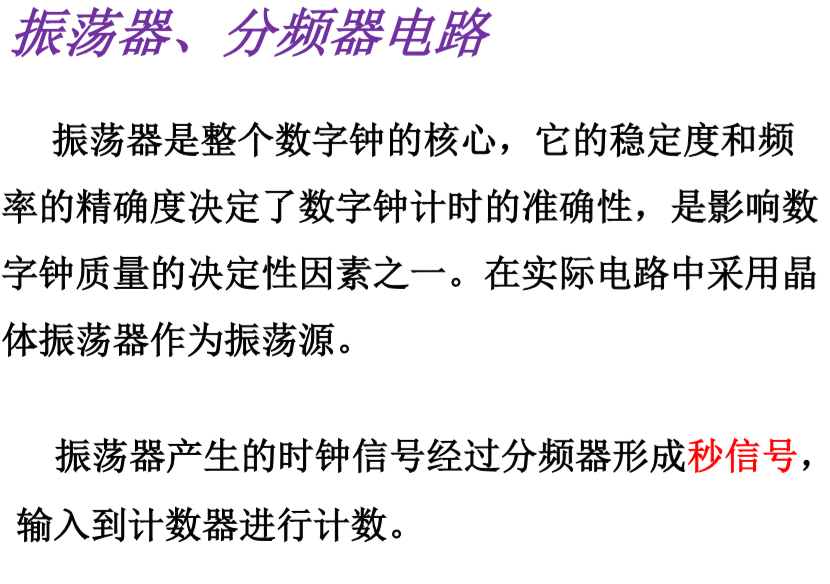 振荡器、分频器电路
振荡器是整个数字钟的核心，它的稳定度和频
率的精确度决定了数字钟计时的准确性，是影响数
字钟质量的决定性因素之一。在实际电路中采用晶
体振荡器作为振荡源。
振荡器产生的时钟信号经过分频器形成秒信号，
输入到计数器进行计数。